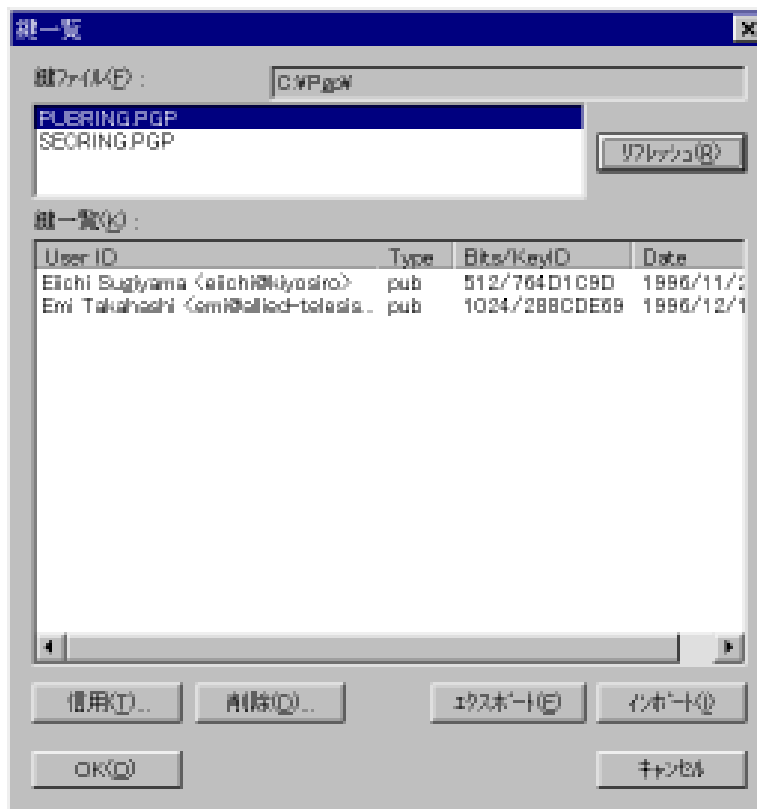 鍵一覧
鍵ファイル(F) : C:¥Pgp¥
PUBRING.PGP
SECRING.PGP
リフレッシュ(R)
鍵一覧(K) :
User ID Type Bits/KeyID Date
Eiichi Sugiyama <eiichi@kiyosiro> pub 512/764D1C9D 1996/11/2
Emi Takahashi <emi@allied-telesis... pub 1024/288CDE69 1996/12/1
信用(T)... 削除(D)... エクスポート(E) インポート(I)
OK(O) キャンセル